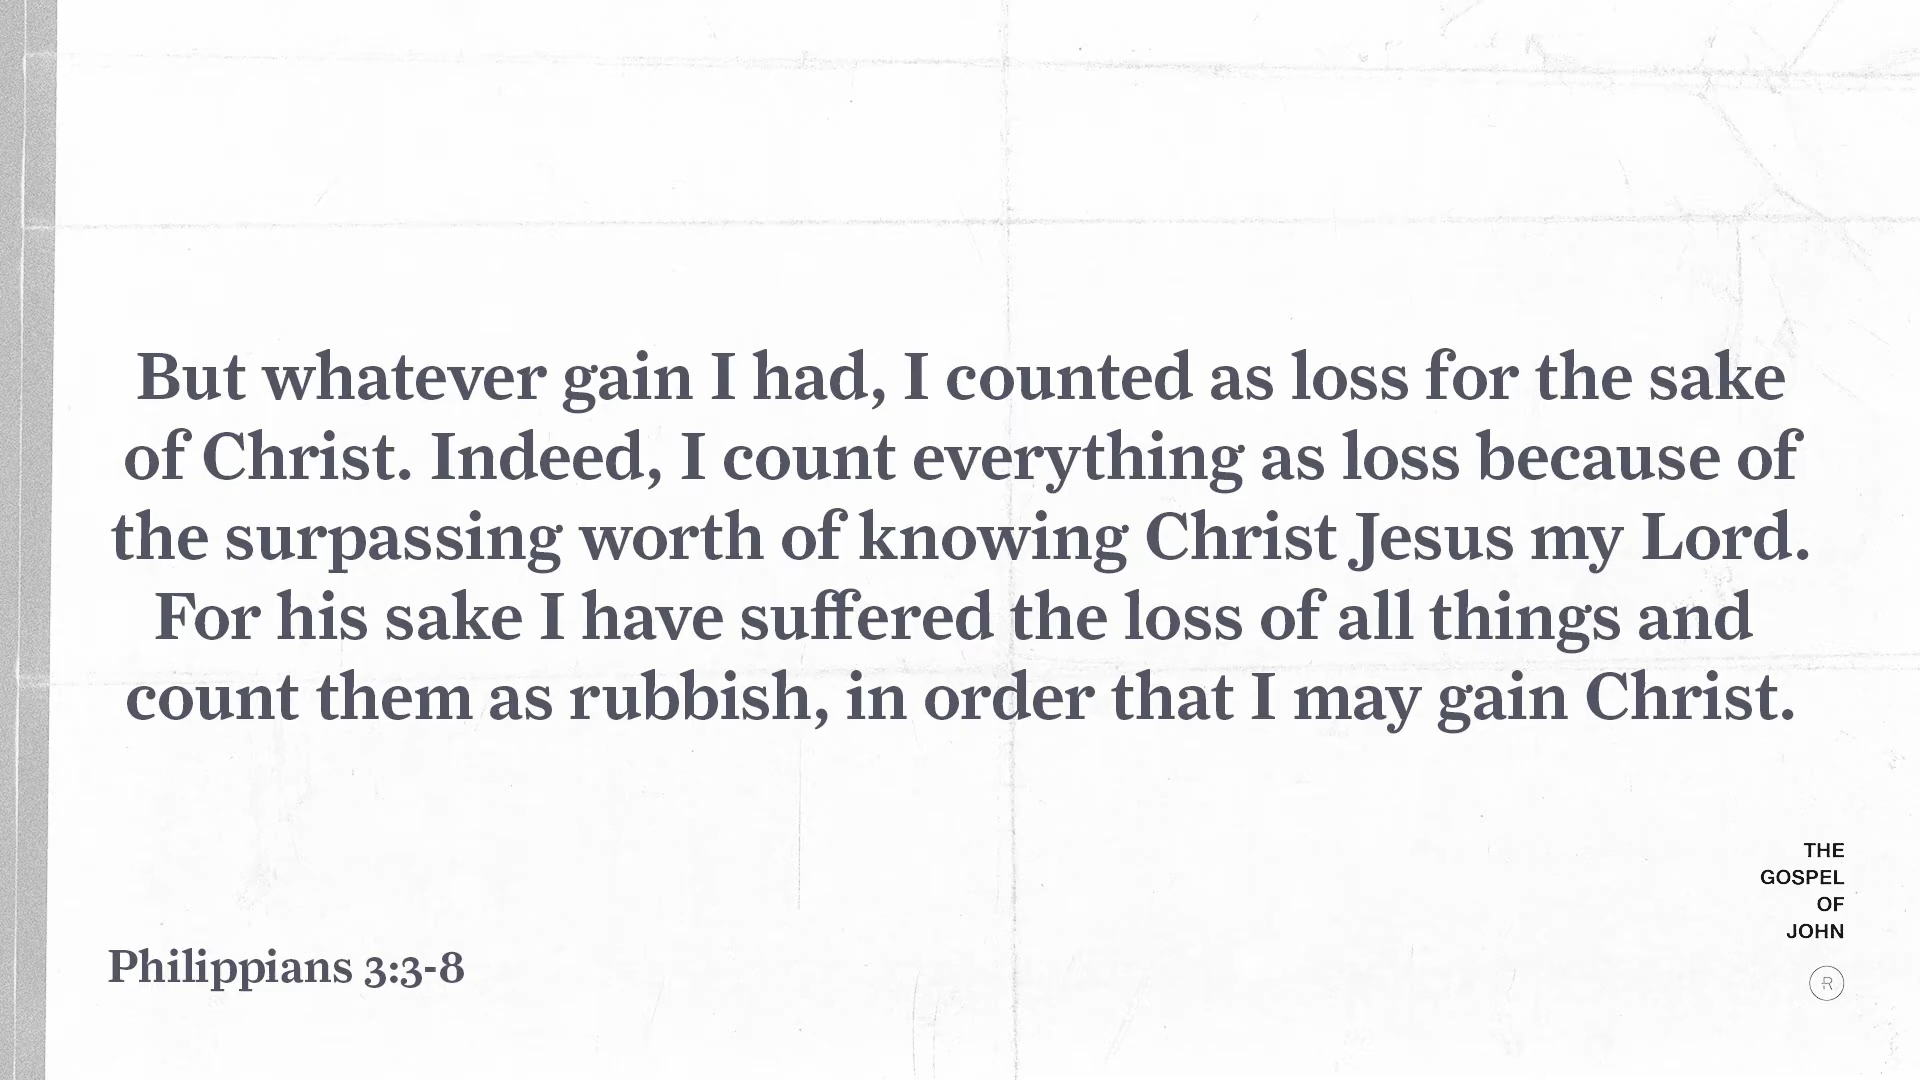 But whatever gain I had, I counted as loss for the sake
of Christ. Indeed, I count everything as loss because of
the surpassing worth of knowing Christ Jesus my Lord.
For his sake I have suffered the loss of all things and
count them as rubbish, in order that I may gain Christ.
THE
GOSPEL
OF
JOHN
Philippians 3:3-8
R